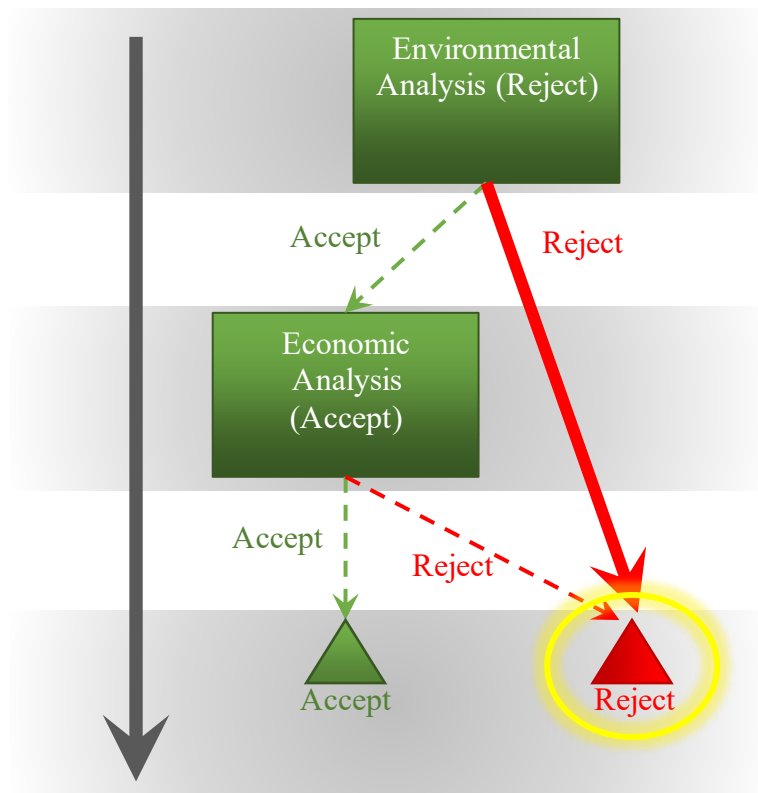 Environmental
Analysis (Reject)
Accept
Reject
Economic
Analysis
(Accept)
Accept
Reject
Accept
Reject